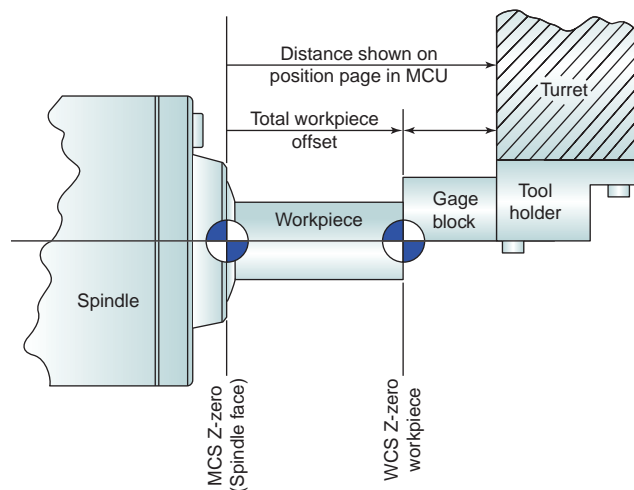 Distance shown on
position page in MCU
Turret
Total workpiece
offset
Gage
block
Tool
holder
Workpiece
Spindle
MCS Z-zero
(Spindle face)
WCS Z-zero
workpiece